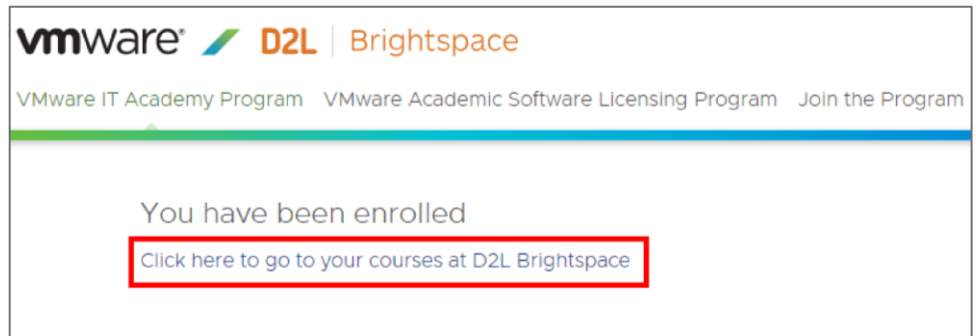 vmware® D2L | Brightspace
VMware IT Academy Program VMware Academic Software Licensing Program Join the Program
You have been enrolled
Click here to go to your courses at D2L Brightspace